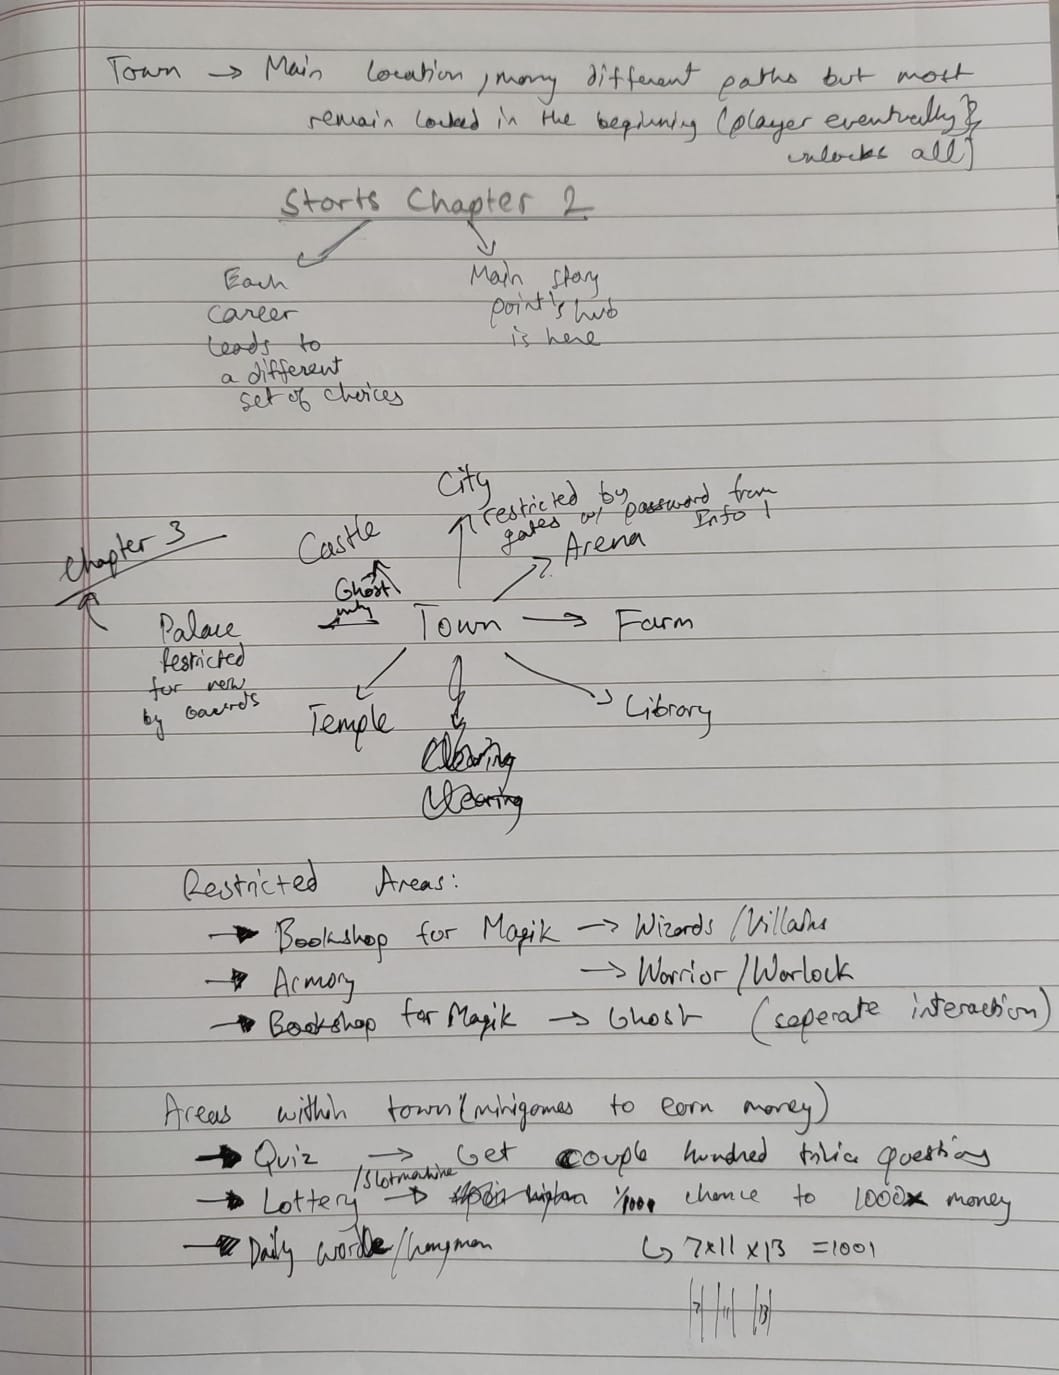 Town → Main location, many different paths but most
remain locked in the beginning (player eventually
unlocks all)
Starts Chapter 2
Each
career
leads to
a different
set of choices
Main story
point's hub
is here
City
restricted by
gates w/ password from
Info 1
Chapter 3
Castle
Arena
Ghost
only
Palace
Restricted
for now
by Guards
Town → Farm
Temple
Library
Clearing
Restricted Areas:
→ Bookshop for Magik → Wizards/Villains
→ Armory → Warrior/Warlock
→ Bookshop for Magik → Ghost (seperate interaction)
Areas within town (minigames to earn money)
→ Quiz → Get couple hundred trivia questions
/Slotmachine
→ Lottery → 1/1001 chance to 1000x money
→ Daily wordle/hangman ↳ 7x11x13 = 1001
|7| |11| |13|